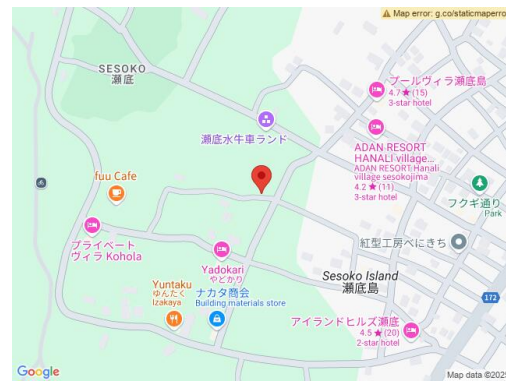 Map error: g.co/staticmaperro
SESOKO
瀬底
プールヴィラ瀬底島
4.7★(15)
3-star hotel
瀬底水牛車ランド
ADAN RESORT
HANALI village...
ADAN RESORT Hanali
village sesokojima
4.2★(11)
3-star hotel
fuu Cafe
フクギ通り
Park
プライベート
ヴィラ Kohola
紅型工房べにきち
Yadokari
やどかり
Sesoko Island
瀬底島
Yuntaku
ゆんたく
Izakaya
ナカタ商会
Building materials store
172
アイランドヒルズ瀬底
4.5★(20)
2-star hotel
Google
Map data ©202